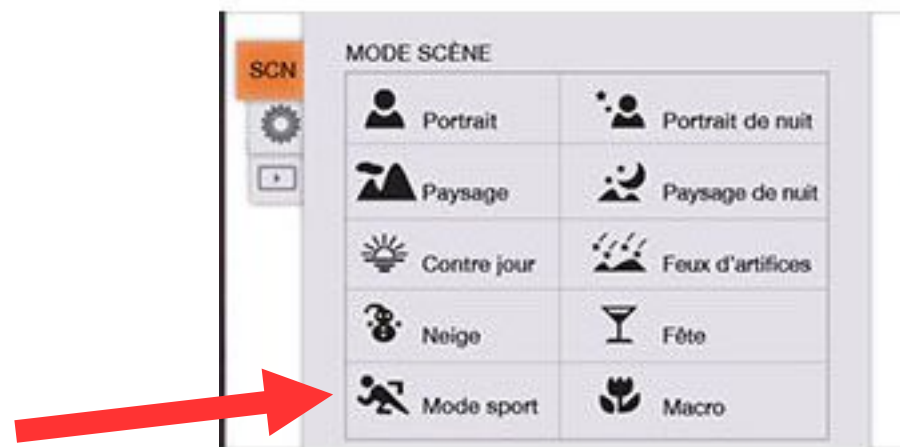 MODE SCÈNE
SCN
Portrait Portrait de nuit
Paysage Paysage de nuit
Contre jour Feux d'artifices
Neige Fête
Mode sport Macro